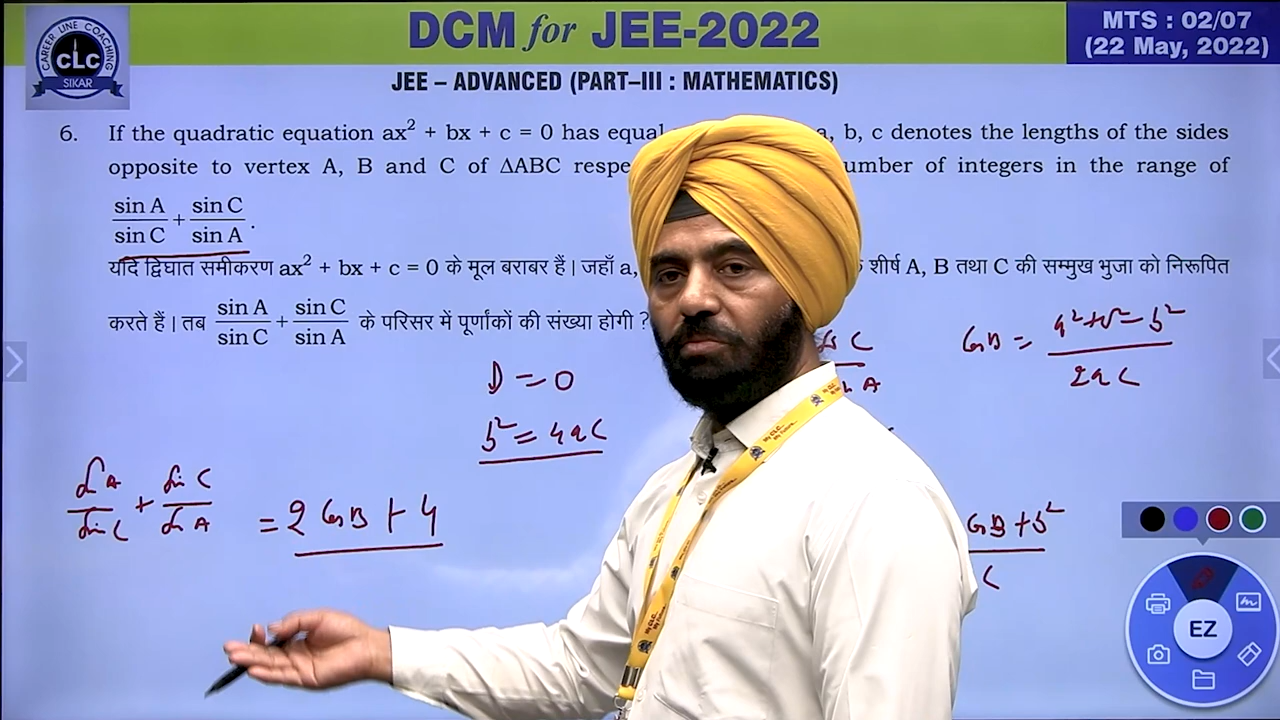 DCM for JEE-2022
MTS : 02/07
(22 May, 2022)
CAREER LINE COACHING
CLC
SIKAR
JEE – ADVANCED (PART–III : MATHEMATICS)
6. If the quadratic equation ax² + bx + c = 0 has equal a, b, c denotes the lengths of the sides
opposite to vertex A, B and C of ΔABC of integers in the range of
sin A / sin C + sin C / sin A .
यदि द्विघात समीकरण ax² + bx + c = 0 के मूल बराबर हैं। जहाँ a, शीर्ष A, B तथा C की सम्मुख भुजा को निरूपित
करते हैं। तब sin A / sin C + sin C / sin A के परिसर में पूर्णांकों की संख्या होगी ?
D = 0
b² = 4ac
cos B = a² + c² – b² / 2ac
sin A / sin C + sin C / sin A = 2 cos B + 4
cos B + b²
c
EZ